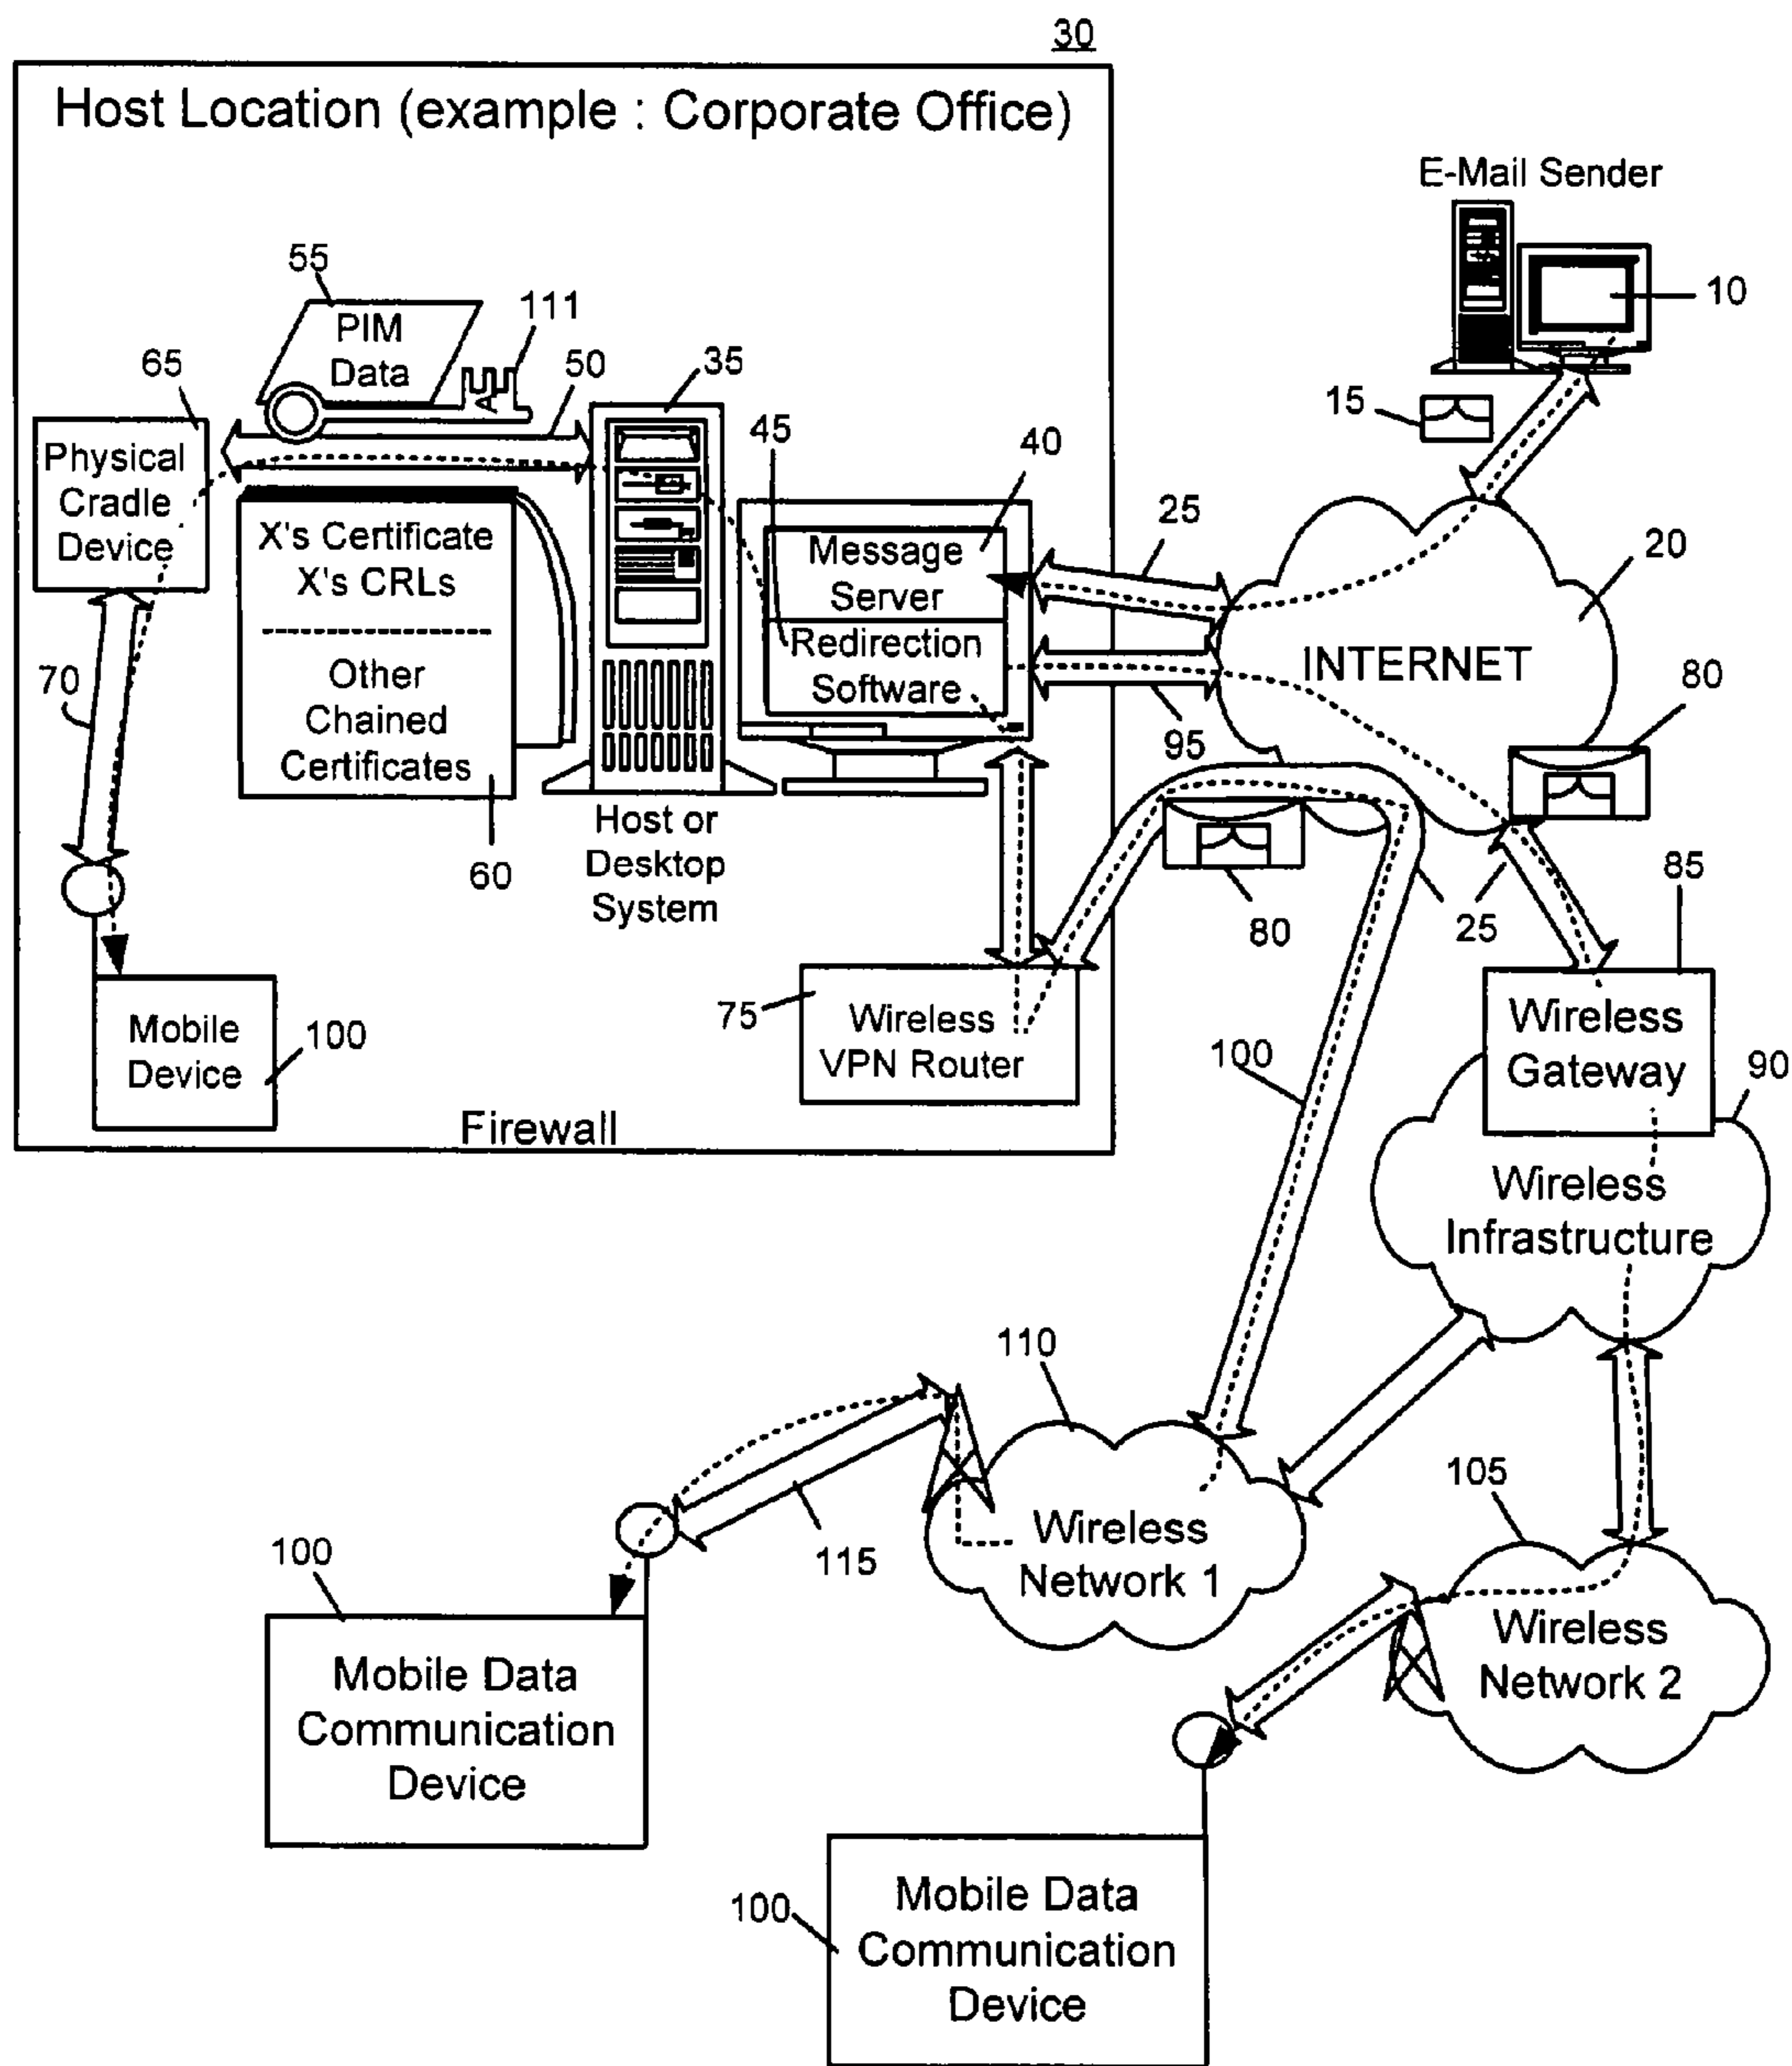 30
Host Location (example : Corporate Office)
E-Mail Sender
10
15
55
PIM
Data
111
65
50
35
45
40
25
20
Physical
Cradle
Device
X's Certificate
X's CRLs
Other
Chained
Certificates
60
Message
Server
Redirection
Software
INTERNET
80
95
70
Host or
Desktop
System
80
25
25
85
75
Wireless
VPN Router
Mobile
Device
100
100
Wireless
Gateway
90
Firewall
Wireless
Infrastructure
110
105
115
Wireless
Network 1
100
Mobile Data
Communication
Device
Wireless
Network 2
100
Mobile Data
Communication
Device